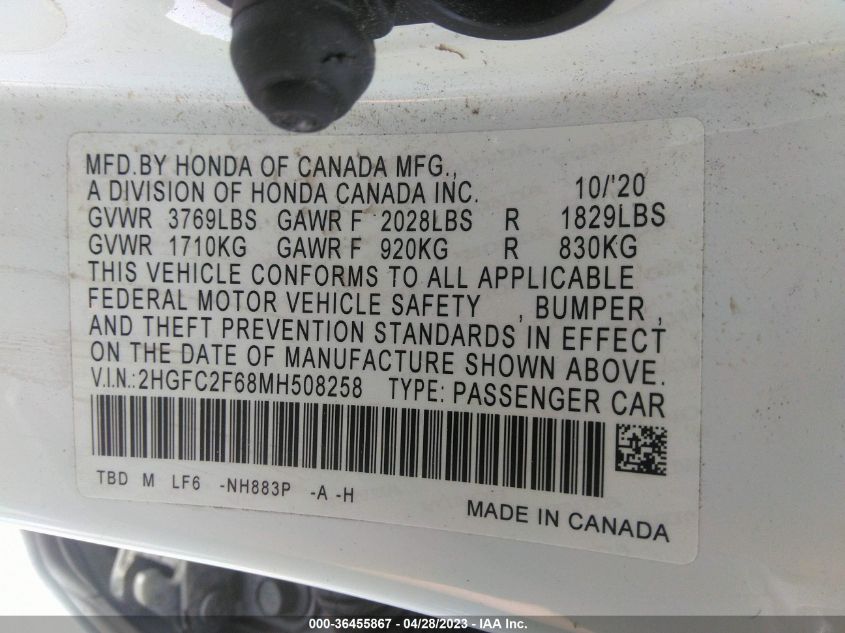 MFD.BY HONDA OF CANADA MFG.,
A DIVISION OF HONDA CANADA INC. 10/'20
GVWR 3769LBS GAWR F 2028LBS R 1829LBS
GVWR 1710KG GAWR F 920KG R 830KG
THIS VEHICLE CONFORMS TO ALL APPLICABLE
FEDERAL MOTOR VEHICLE SAFETY , BUMPER ,
AND THEFT PREVENTION STANDARDS IN EFFECT
ON THE DATE OF MANUFACTURE SHOWN ABOVE.
V.I.N.:2HGFC2F68MH508258 TYPE: PASSENGER CAR
TBD M LF6 -NH883P -A -H
MADE IN CANADA
000-36455867 - 04/28/2023 - IAA Inc.